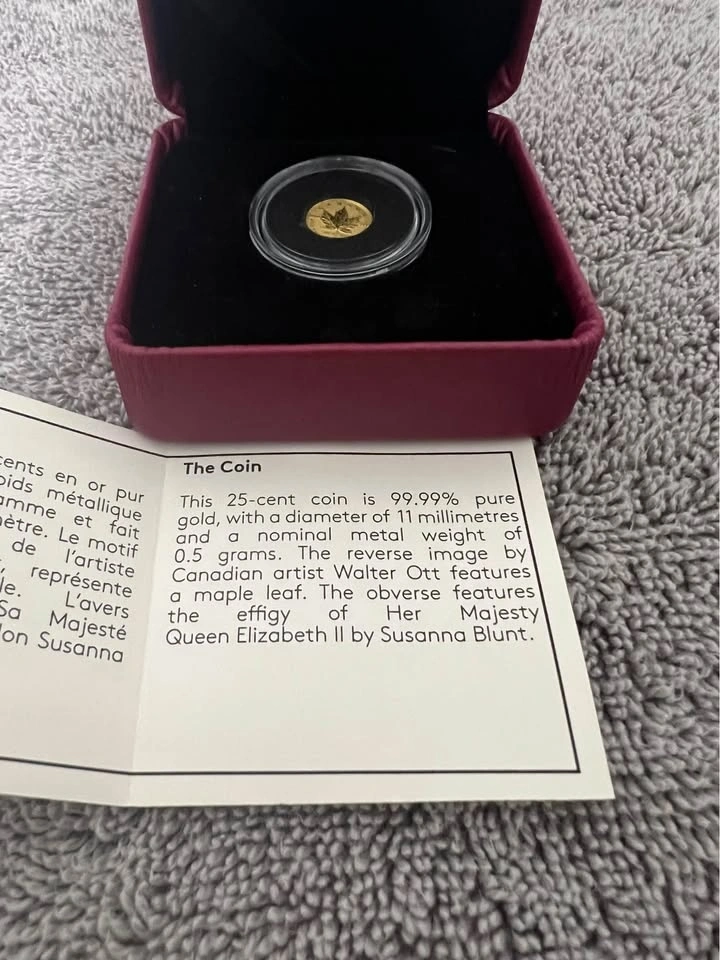 cents en or pur
poids métallique
amme et fait
mètre. Le motif
de l'artiste
représente
le. L'avers
Sa Majesté
lon Susanna
The Coin
This 25-cent coin is 99.99% pure
gold, with a diameter of 11 millimetres
and a nominal metal weight of
0.5 grams. The reverse image by
Canadian artist Walter Ott features
a maple leaf. The obverse features
the effigy of Her Majesty
Queen Elizabeth II by Susanna Blunt.